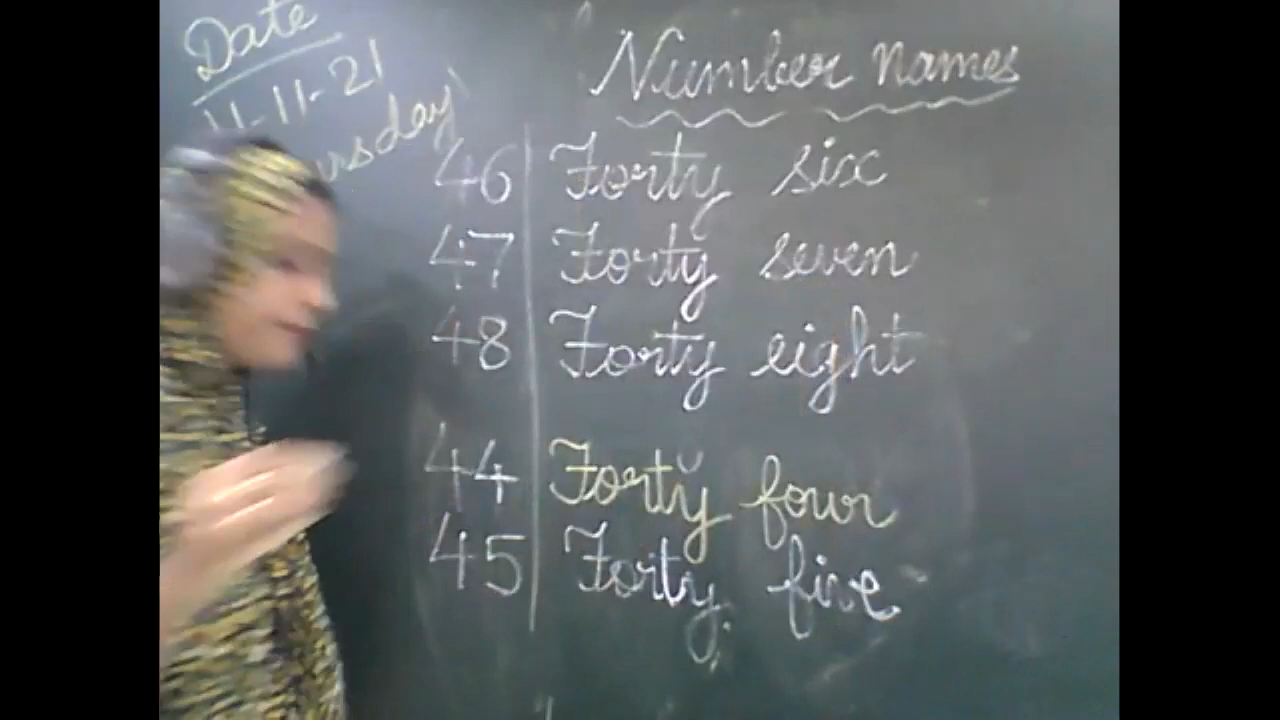 Date
11-11-21
ursday)
Number names
46 Forty six
47 Forty seven
48 Forty eight
44 Forty four
45 Forty five